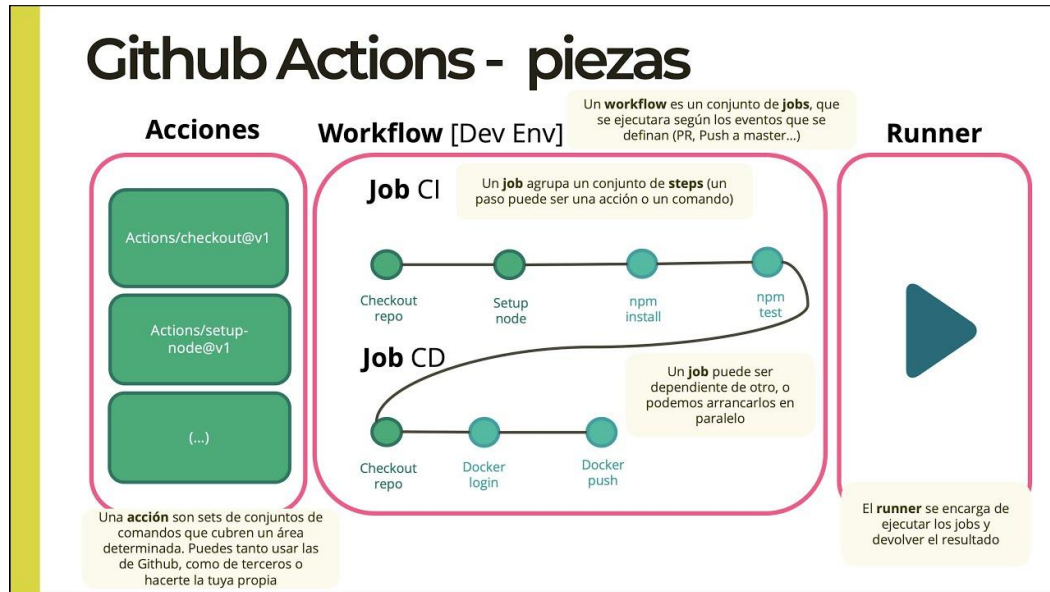 Github Actions - piezas
Acciones
Workflow [Dev Env]
Un workflow es un conjunto de jobs, que
se ejecutara según los eventos que se
definan (PR, Push a master...)
Runner
Actions/checkout@v1
Actions/setup-
node@v1
(...)
Una acción son sets de conjuntos de
comandos que cubren un área
determinada. Puedes tanto usar las
de Github, como de terceros o
hacerte la tuya propia
Job CI
Un job agrupa un conjunto de steps (un
paso puede ser una acción o un comando)
Checkout
repo
Setup
node
npm
install
npm
test
Job CD
Un job puede ser
dependiente de otro, o
podemos arrancarlos en
paralelo
Checkout
repo
Docker
login
Docker
push
El runner se encarga de
ejecutar los jobs y
devolver el resultado